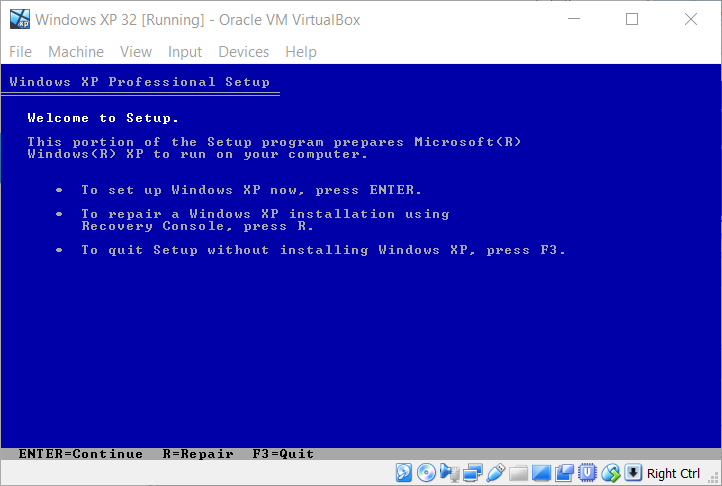 Windows XP 32 [Running] - Oracle VM VirtualBox
File Machine View Input Devices Help
Windows XP Professional Setup
Welcome to Setup.
This portion of the Setup program prepares Microsoft(R)
Windows(R) XP to run on your computer.
• To set up Windows XP now, press ENTER.
• To repair a Windows XP installation using
Recovery Console, press R.
• To quit Setup without installing Windows XP, press F3.
ENTER=Continue R=Repair F3=Quit
Right Ctrl